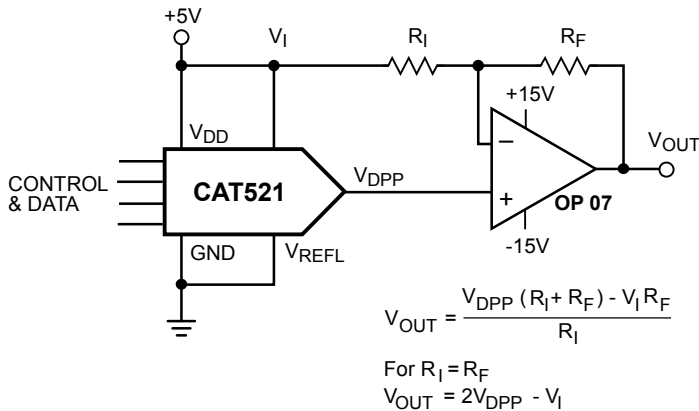 +5V
V_I
R_I
R_F
+15V
V_OUT
V_DD
−
V_DPP
CONTROL
& DATA
CAT521
+
OP 07
GND
V_REFL
-15V
V_OUT = V_DPP (R_I + R_F) - V_I R_F / R_I
For R_I = R_F
V_OUT = 2V_DPP - V_I